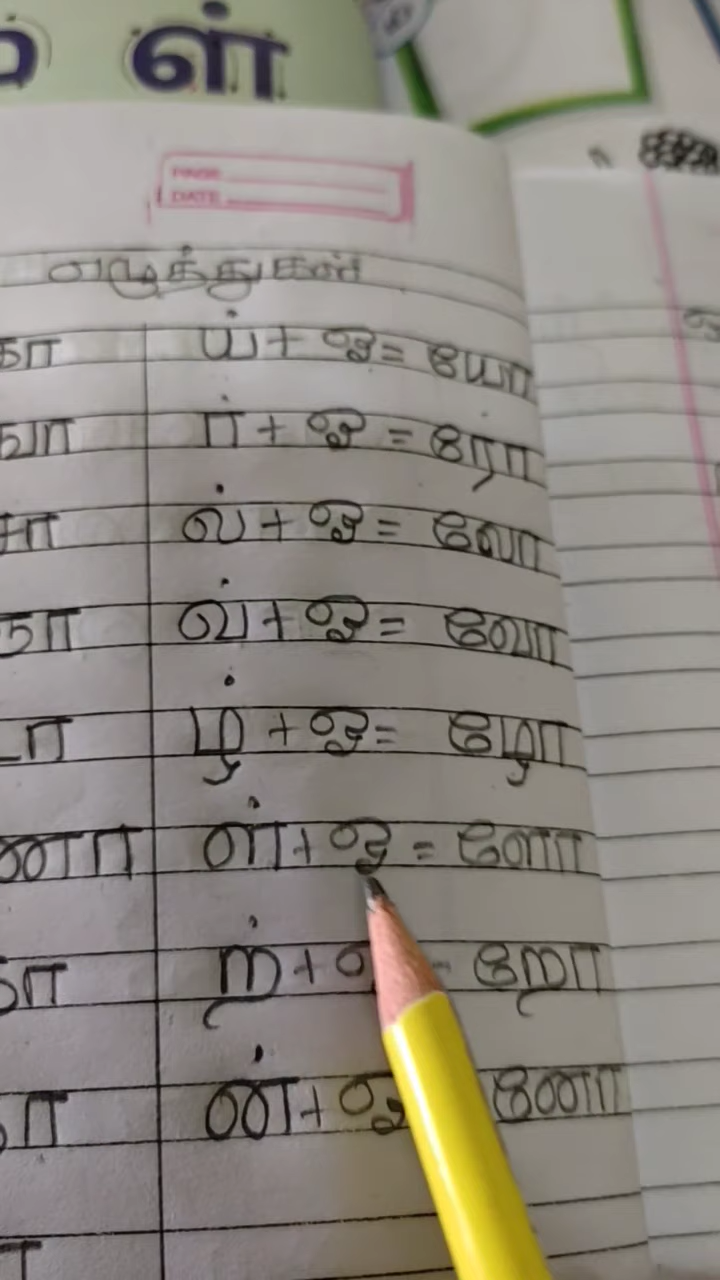 ள்
PAGE
DATE
எழுத்துகள்
ய் + ஓ = யோ
ர் + ஓ = ரோ
ல் + ஓ = லோ
வ் + ஓ = வோ
ழ் + ஓ = ழோ
ள் + ஓ = ளோ
ற் + றோ
ன் + ஓ னோ